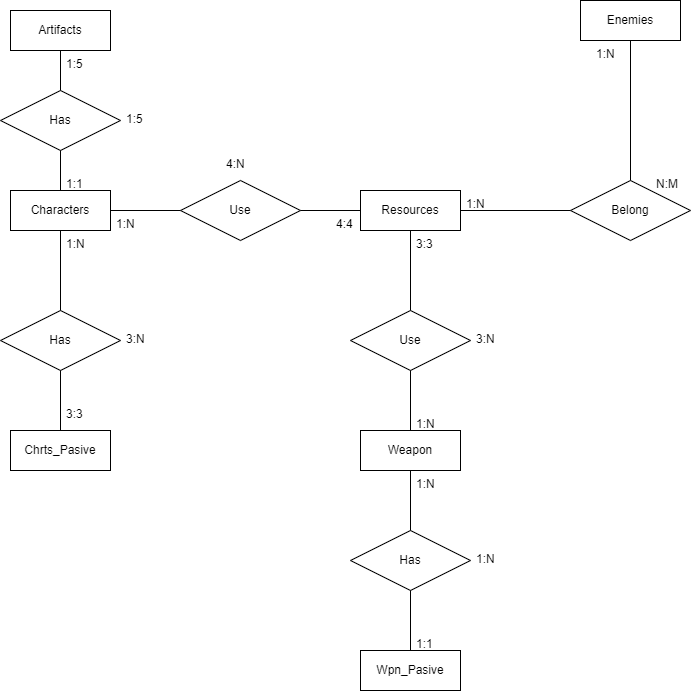 Enemies
Artifacts
1:N
1:5
Has
1:5
4:N
1:1
N:M
Characters
Use
Resources
1:N
Belong
1:N
4:4
1:N
3:3
Has
3:N
Use
3:N
3:3
1:N
Chrts_Pasive
Weapon
1:N
Has
1:N
1:1
Wpn_Pasive